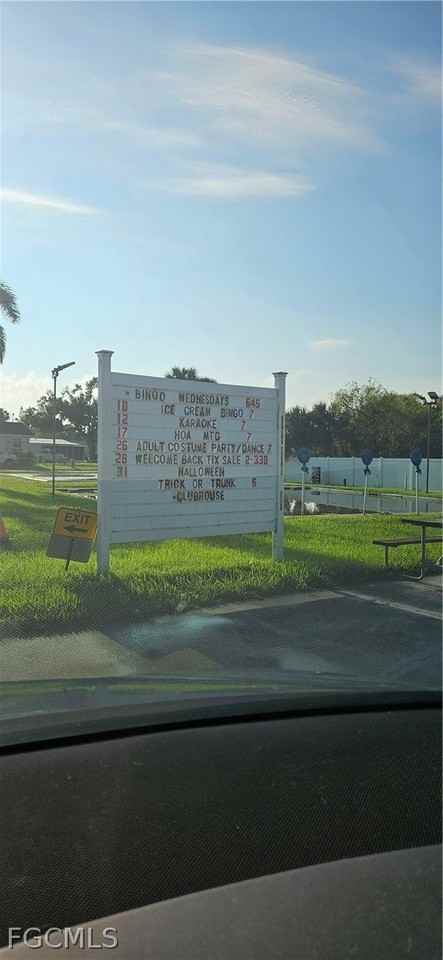 BINGO WEDNESDAYS 645
10 ICE CREAM BINGO 7
12 KARAOKE 7
17 HOA MTG 7
26 ADULT COSTUME PARTY/DANCE 7
28 WELCOME BACK TIX SALE 2-330
31 HALLOWEEN
TRICK OR TRUNK 6
CLUBHOUSE
EXIT
FGCMLS